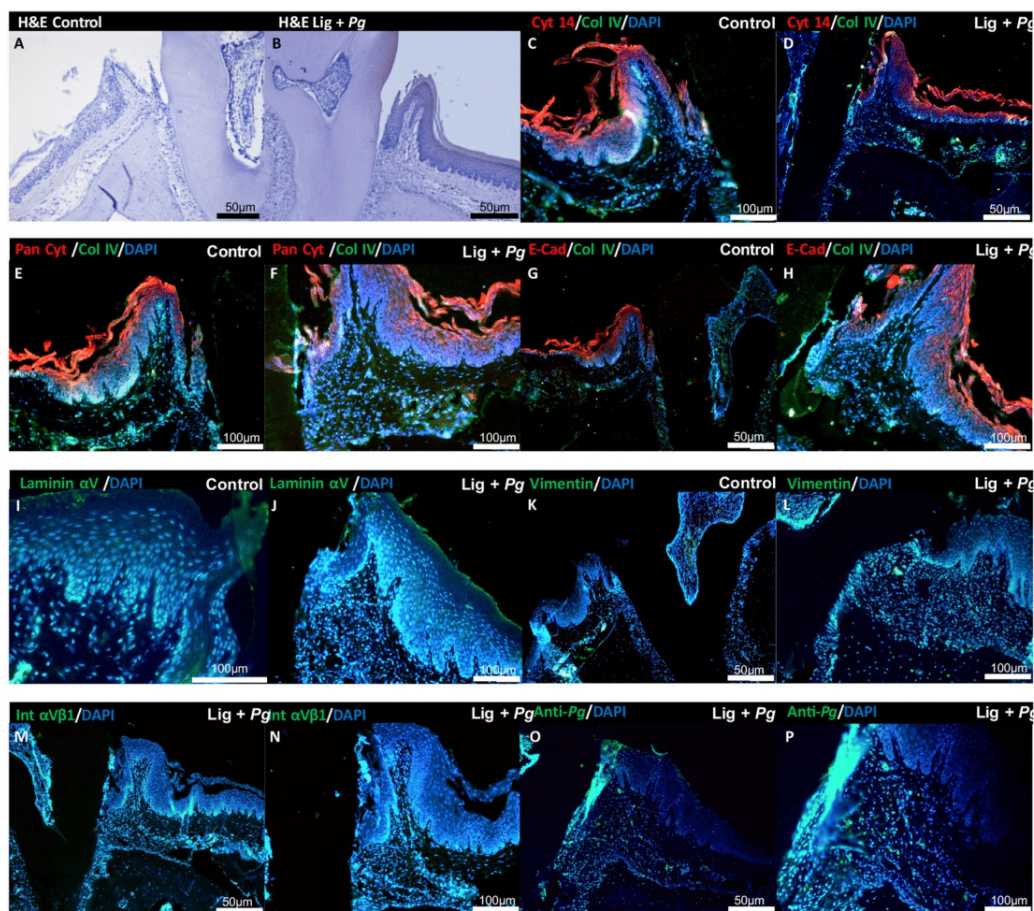 H&E Control
H&E Lig + Pg
Cyt 14/Col IV/DAPI Control
Cyt 14/Col IV/DAPI Lig + Pg
A
B
C
D
50µm
50µm
100µm
50µm
Pan Cyt /Col IV/DAPI Control
Pan Cyt /Col IV/DAPI Lig + Pg
E-Cad/Col IV/DAPI Control
E-Cad/Col IV/DAPI Lig + Pg
E
F
G
H
100µm
100µm
50µm
100µm
Laminin αV /DAPI Control
Laminin αV /DAPI Lig + Pg
Vimentin/DAPI Control
Vimentin/DAPI Lig + Pg
I
J
K
L
100µm
100µm
50µm
100µm
Int αVβ1/DAPI Lig + Pg
Int αVβ1/DAPI Lig + Pg
Anti-Pg/DAPI Lig + Pg
Anti-Pg/DAPI Lig + Pg
M
N
O
P
50µm
100µm
50µm
100µm